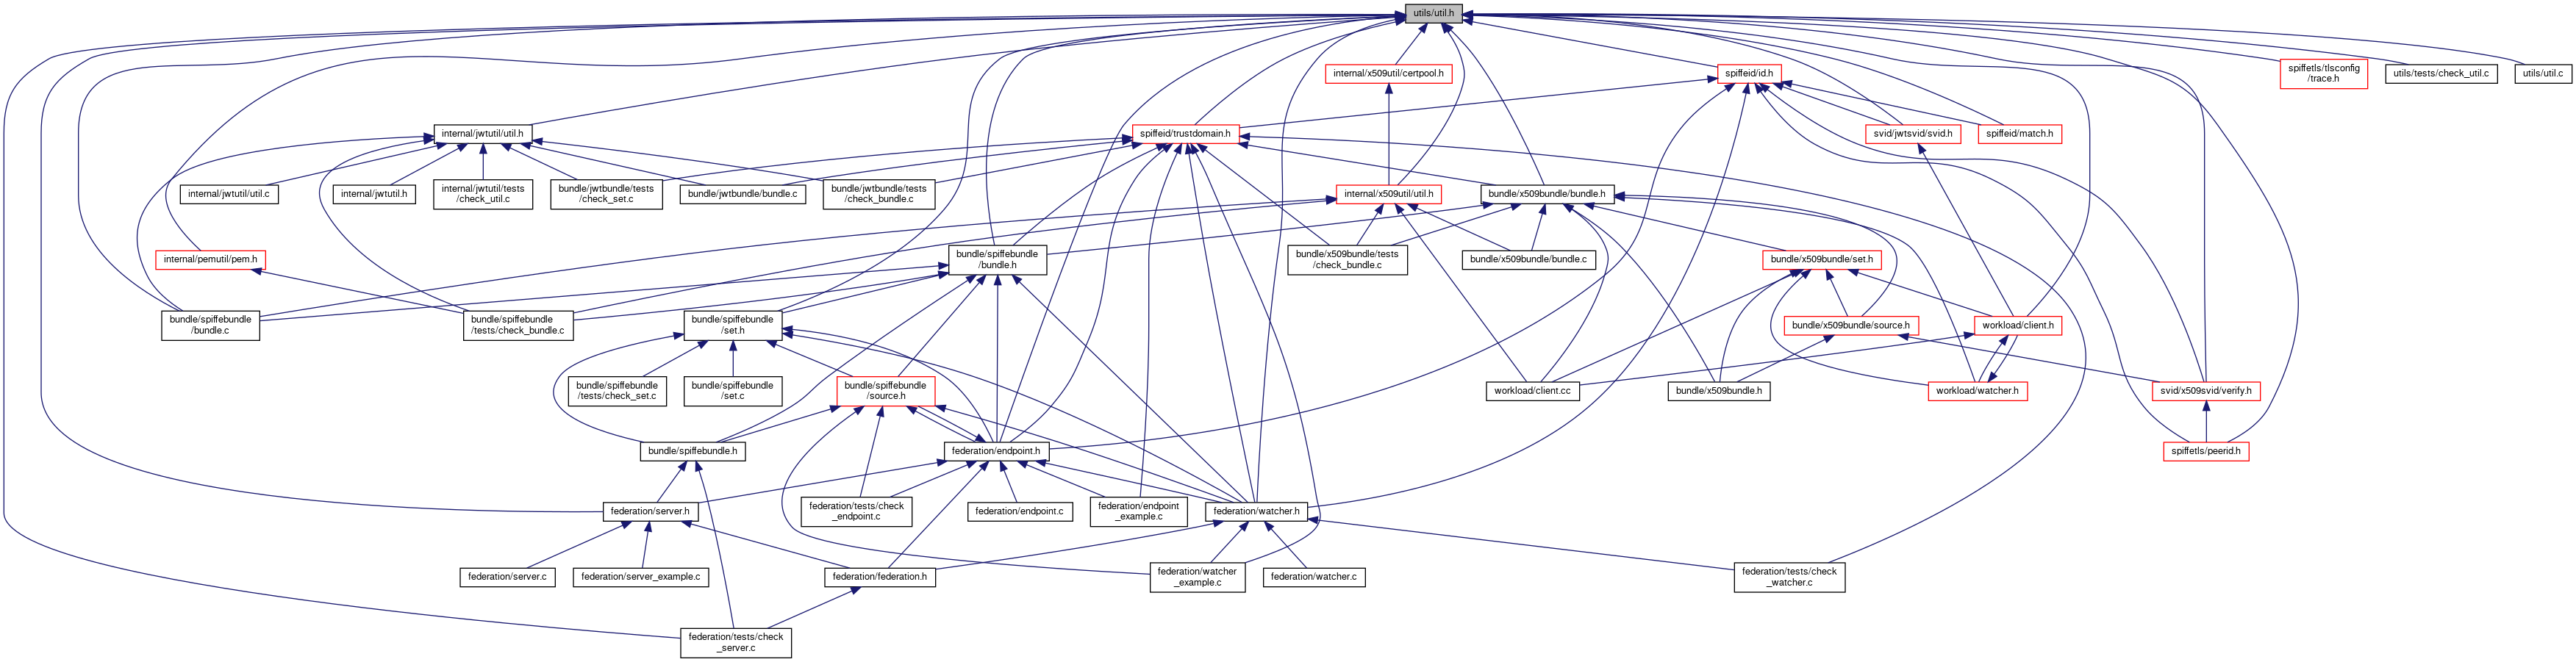 utils/util.h
internal/x509util/certpool.h
spiffeid/id.h
spiffetls/tlsconfig
/trace.h
utils/tests/check_util.c
utils/util.c
internal/jwtutil/util.h
spiffeid/trustdomain.h
svid/jwtsvid/svid.h
spiffeid/match.h
internal/jwtutil/util.c
internal/jwtutil.h
internal/jwtutil/tests
/check_util.c
bundle/jwtbundle/tests
/check_set.c
bundle/jwtbundle/bundle.c
bundle/jwtbundle/tests
/check_bundle.c
internal/x509util/util.h
bundle/x509bundle/bundle.h
internal/pemutil/pem.h
bundle/spiffebundle
/bundle.h
bundle/x509bundle/tests
/check_bundle.c
bundle/x509bundle/bundle.c
bundle/x509bundle/set.h
bundle/spiffebundle
/bundle.c
bundle/spiffebundle
/tests/check_bundle.c
bundle/spiffebundle
/set.h
bundle/x509bundle/source.h
workload/client.h
bundle/spiffebundle
/tests/check_set.c
bundle/spiffebundle
/set.c
bundle/spiffebundle
/source.h
workload/client.cc
bundle/x509bundle.h
workload/watcher.h
svid/x509svid/verify.h
bundle/spiffebundle.h
federation/endpoint.h
spiffetls/peerid.h
federation/server.h
federation/tests/check
_endpoint.c
federation/endpoint.c
federation/endpoint
_example.c
federation/watcher.h
federation/server.c
federation/server_example.c
federation/federation.h
federation/watcher
_example.c
federation/watcher.c
federation/tests/check
_watcher.c
federation/tests/check
_server.c